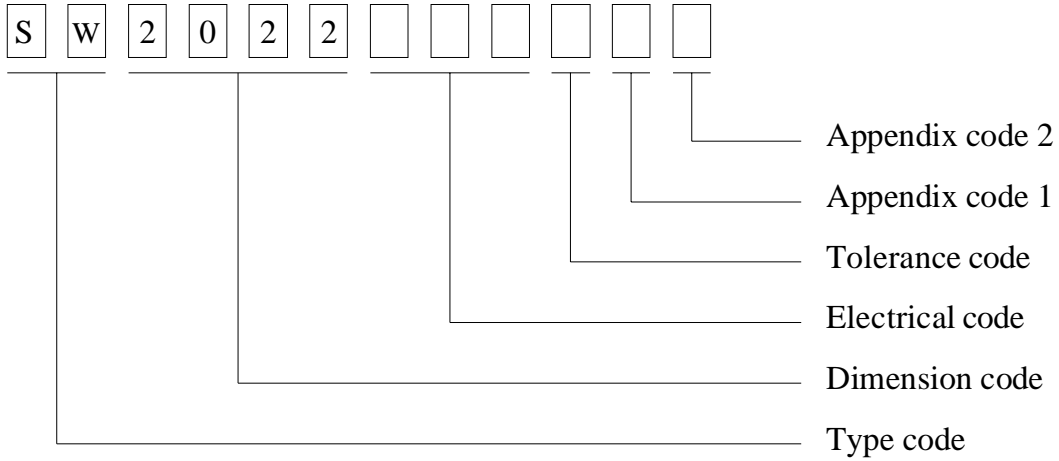 S W 2 0 2 2
Appendix code 2
Appendix code 1
Tolerance code
Electrical code
Dimension code
Type code